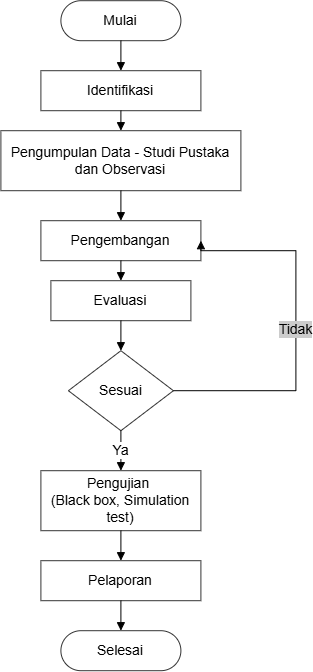 Mulai
Identifikasi
Pengumpulan Data - Studi Pustaka
dan Observasi
Pengembangan
Evaluasi
Tidak
Sesuai
Ya
Pengujian
(Black box, Simulation
test)
Pelaporan
Selesai